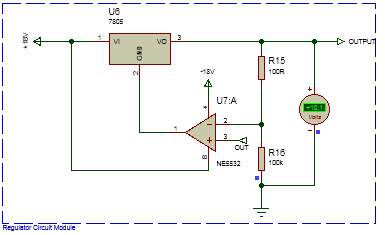 U6
7805
+18V
1
VI
VO
3
OUTPUT
GND
2
R15
100R
-18V
U7:A
4
2
1
3
OUT
8
NE5532
R16
100k
+10.1
Volts
Regulator Circuit Module